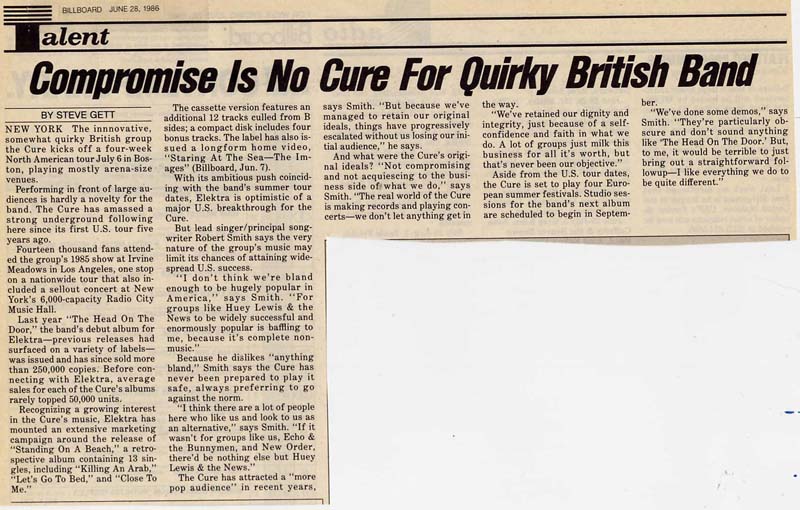 BILLBOARD JUNE 28, 1986
Talent
Compromise Is No Cure For Quirky British Band
BY STEVE GETT
NEW YORK The innnovative,
somewhat quirky British group
the Cure kicks off a four-week
North American tour July 6 in Bos-
ton, playing mostly arena-size
venues.
Performing in front of large au-
diences is hardly a novelty for the
band. The Cure has amassed a
strong underground following
here since its first U.S. tour five
years ago.
Fourteen thousand fans attend-
ed the group's 1985 show at Irvine
Meadows in Los Angeles, one stop
on a nationwide tour that also in-
cluded a sellout concert at New
York's 6,000-capacity Radio City
Music Hall.
Last year "The Head On The
Door," the band's debut album for
Elektra—previous releases had
surfaced on a variety of labels—
was issued and has since sold more
than 250,000 copies. Before con-
necting with Elektra, average
sales for each of the Cure's albums
rarely topped 50,000 units.
Recognizing a growing interest
in the Cure's music, Elektra has
mounted an extensive marketing
campaign around the release of
"Standing On A Beach," a retro-
spective album containing 13 sin-
gles, including "Killing An Arab,"
"Let's Go To Bed," and "Close To
Me."
The cassette version features an
additional 12 tracks culled from B
sides; a compact disk includes four
bonus tracks. The label has also is-
sued a longform home video,
"Staring At The Sea—The Im-
ages" (Billboard, Jun. 7).
With its ambitious push coincid-
ing with the band's summer tour
dates, Elektra is optimistic of a
major U.S. breakthrough for the
Cure.
But lead singer/principal song-
writer Robert Smith says the very
nature of the group's music may
limit its chances of attaining wide-
spread U.S. success.
"I don't think we're bland
enough to be hugely popular in
America," says Smith. "For
groups like Huey Lewis & the
News to be widely successful and
enormously popular is baffling to
me, because it's complete non-
music."
Because he dislikes "anything
bland," Smith says the Cure has
never been prepared to play it
safe, always preferring to go
against the norm.
"I think there are a lot of people
here who like us and look to us as
an alternative," says Smith. "If it
wasn't for groups like us, Echo &
the Bunnymen, and New Order,
there'd be nothing else but Huey
Lewis & the News."
The Cure has attracted a "more
pop audience" in recent years,
says Smith. "But because we've
managed to retain our original
ideals, things have progressively
escalated without us losing our ini-
tial audience," he says.
And what were the Cure's origi-
nal ideals? "Not compromising
and not acquiescing to the busi-
ness side of what we do," says
Smith. "The real world of the Cure
is making records and playing con-
certs—we don't let anything get in
the way.
"We've retained our dignity and
integrity, just because of a self-
confidence and faith in what we
do. A lot of groups just milk this
business for all it's worth, but
that's never been our objective."
Aside from the U.S. tour dates,
the Cure is set to play four Euro-
pean summer festivals. Studio ses-
sions for the band's next album
are scheduled to begin in Septem-
ber.
"We've done some demos," says
Smith. "They're particularly ob-
scure and don't sound anything
like 'The Head On The Door.' But,
to me, it would be terrible to just
bring out a straightforward fol-
lowup—I like everything we do to
be quite different."